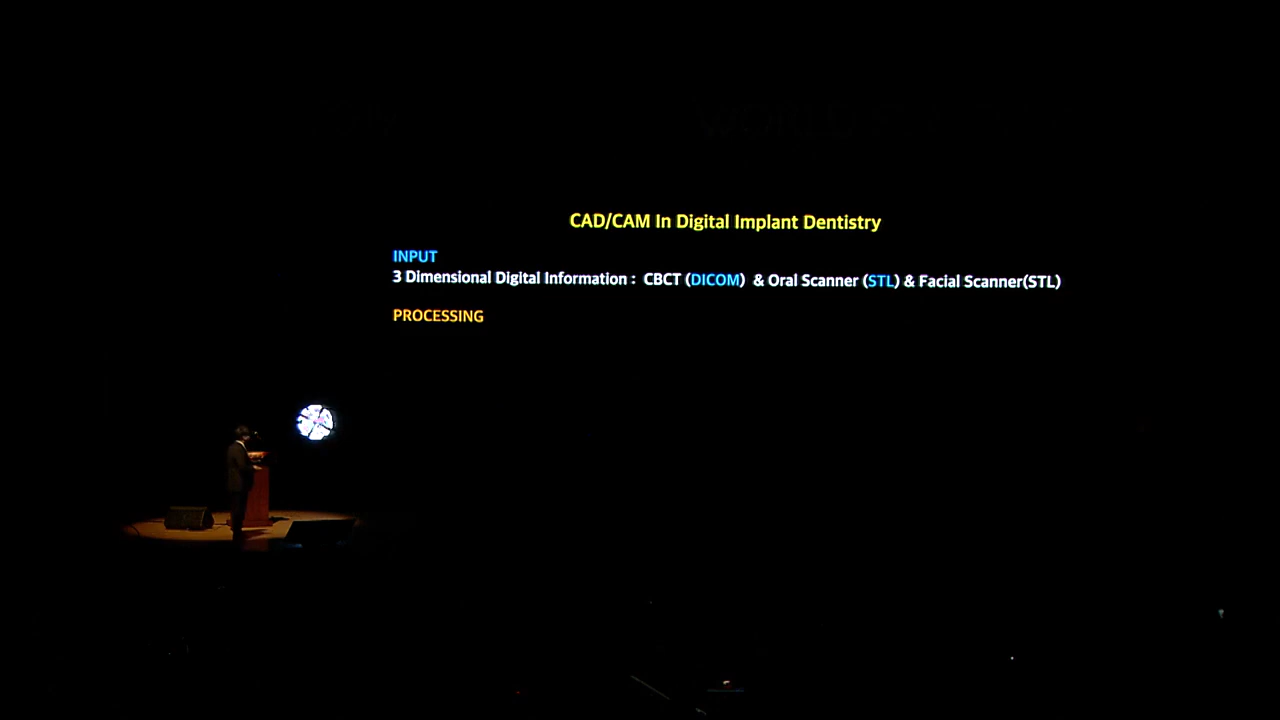 CAD/CAM In Digital Implant Dentistry
INPUT
3 Dimensional Digital Information : CBCT (DICOM) & Oral Scanner (STL) & Facial Scanner(STL)
PROCESSING